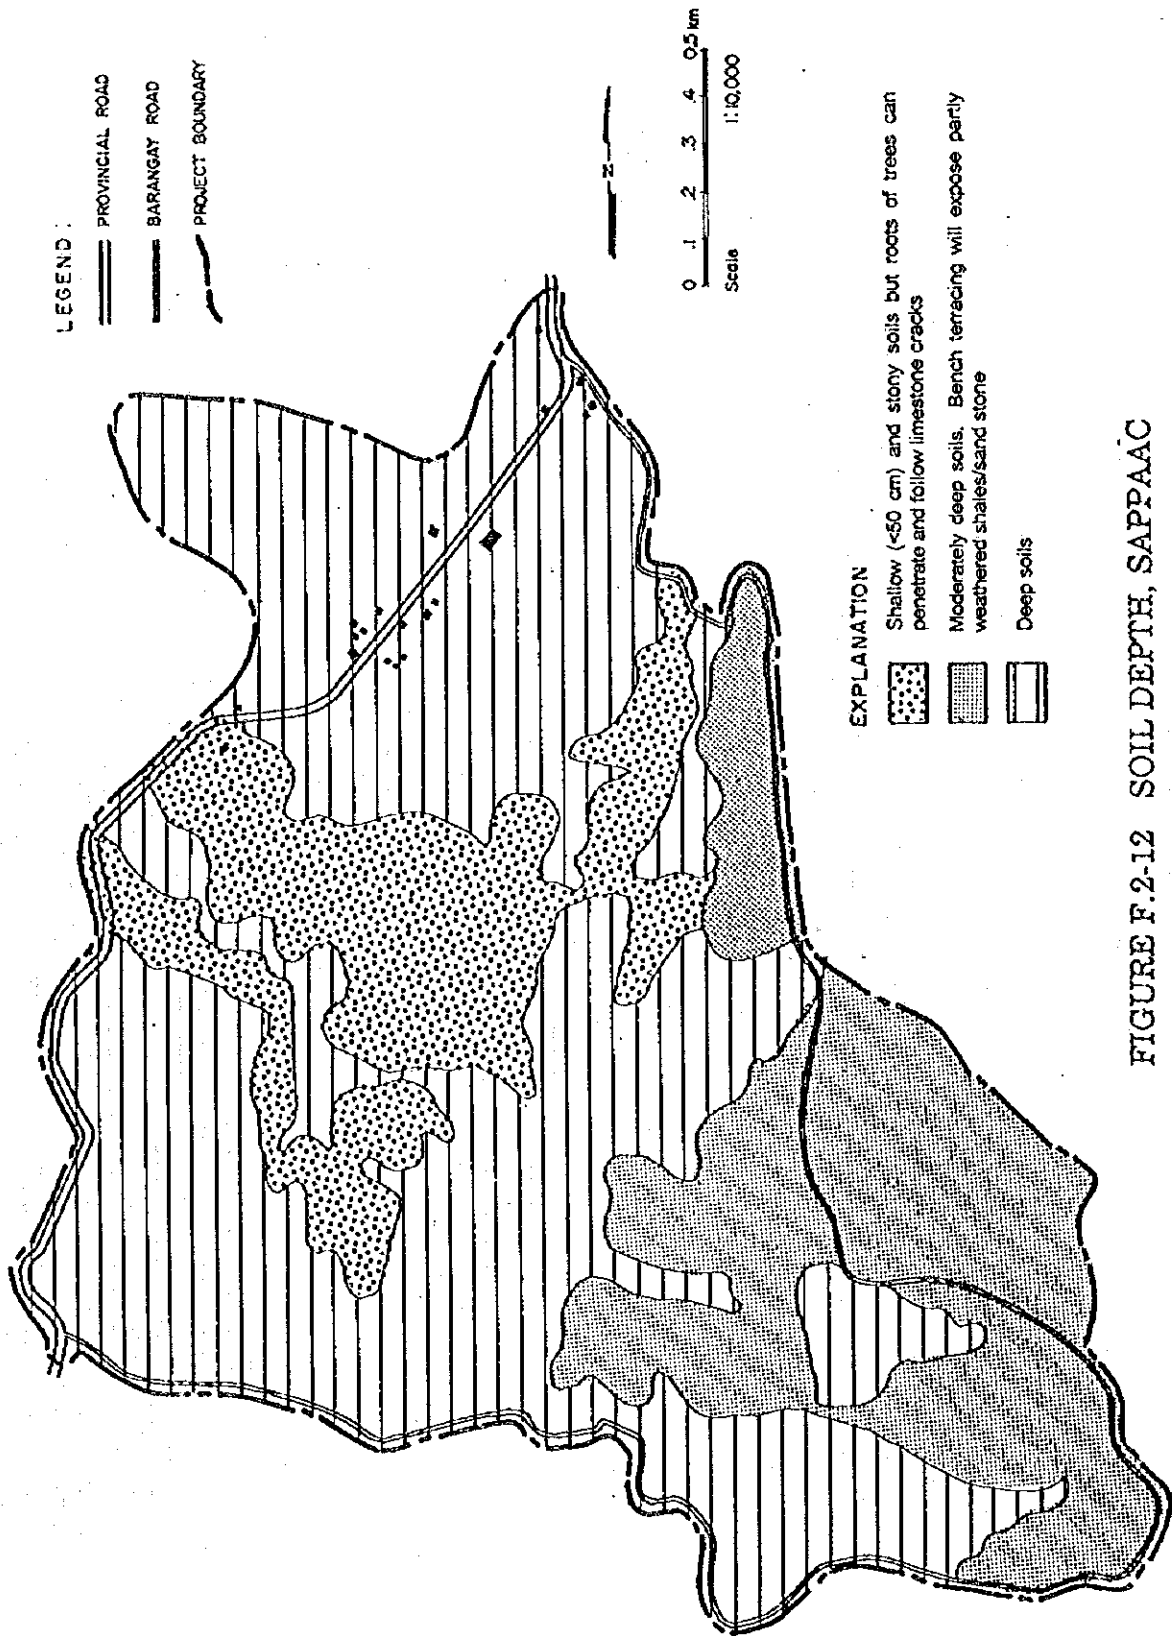 LEGEND:
PROVINCIAL ROAD
BARANGAY ROAD
PROJECT BOUNDARY
N
0 .1 .2 .3 .4 0.5 km
Scale 1:10,000
EXPLANATION
Shallow (<50 cm) and stony soils but roots of trees can
penetrate and follow limestone cracks
Moderately deep soils. Bench terracing will expose partly
weathered shales/sand stone
Deep soils
FIGURE F.2-12 SOIL DEPTH, SAPPAAC